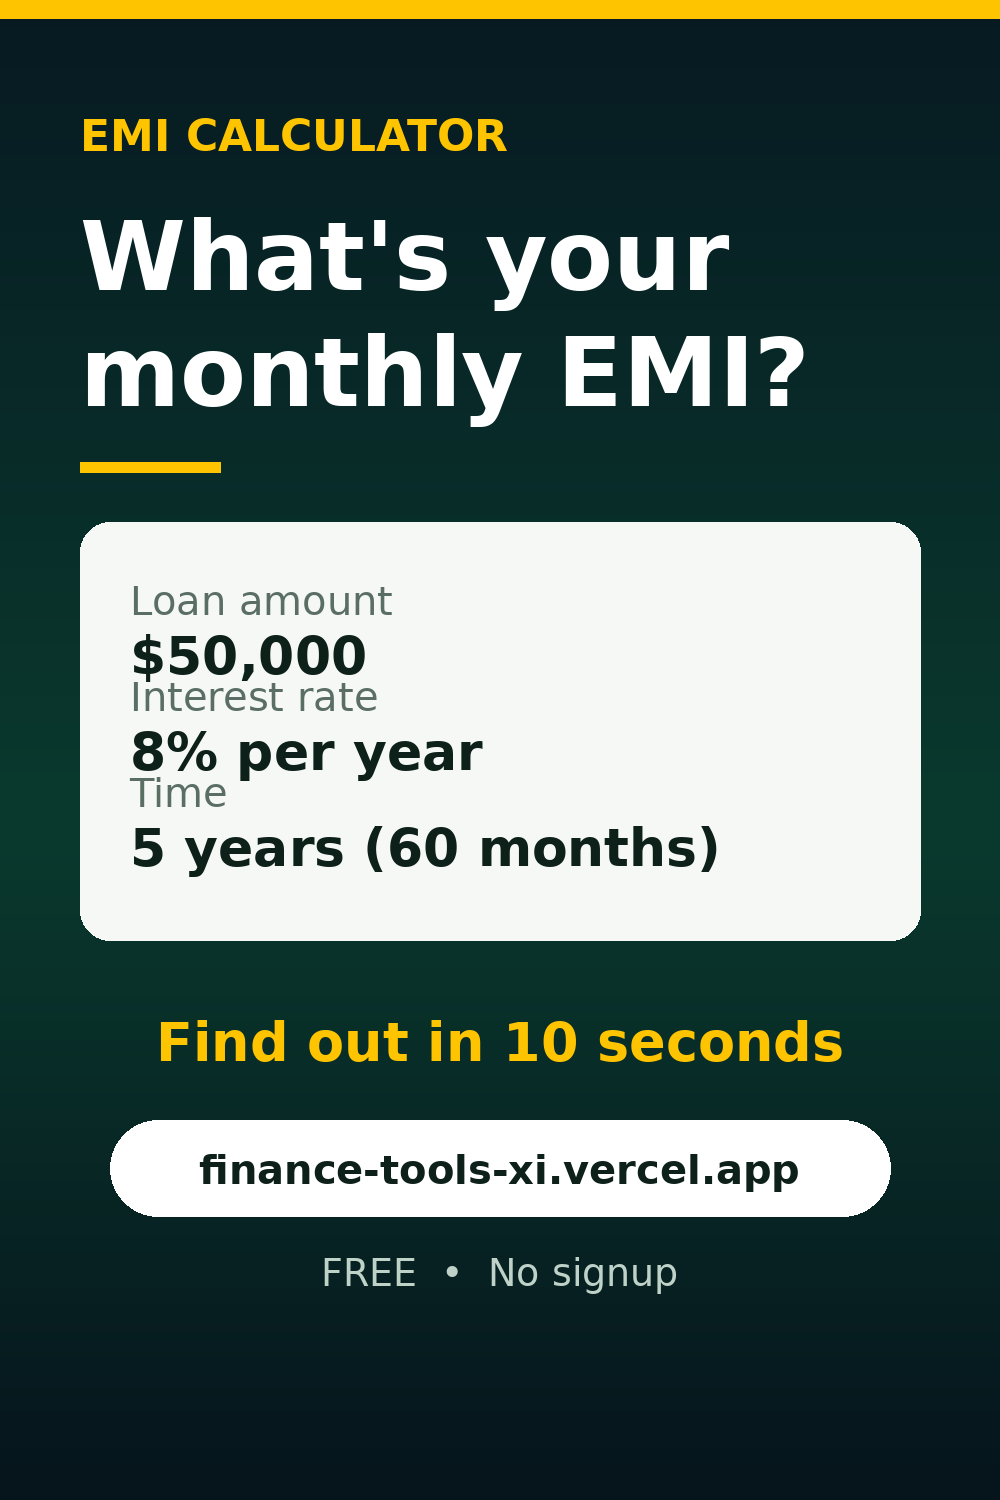 EMI CALCULATOR
What's your
monthly EMI?
Loan amount
$50,000
Interest rate
8% per year
Time
5 years (60 months)
Find out in 10 seconds
finance-tools-xi.vercel.app
FREE • No signup